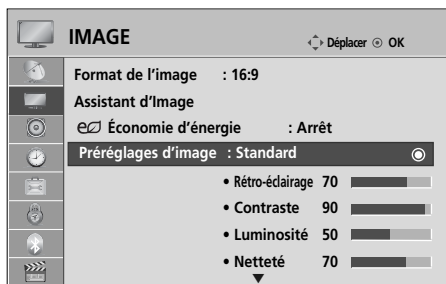 IMAGE
Déplacer OK
Format de l'image : 16:9
Assistant d'Image
Économie d'énergie : Arrêt
Préréglages d'image : Standard
• Rétro-éclairage 70
• Contraste 90
• Luminosité 50
• Netteté 70